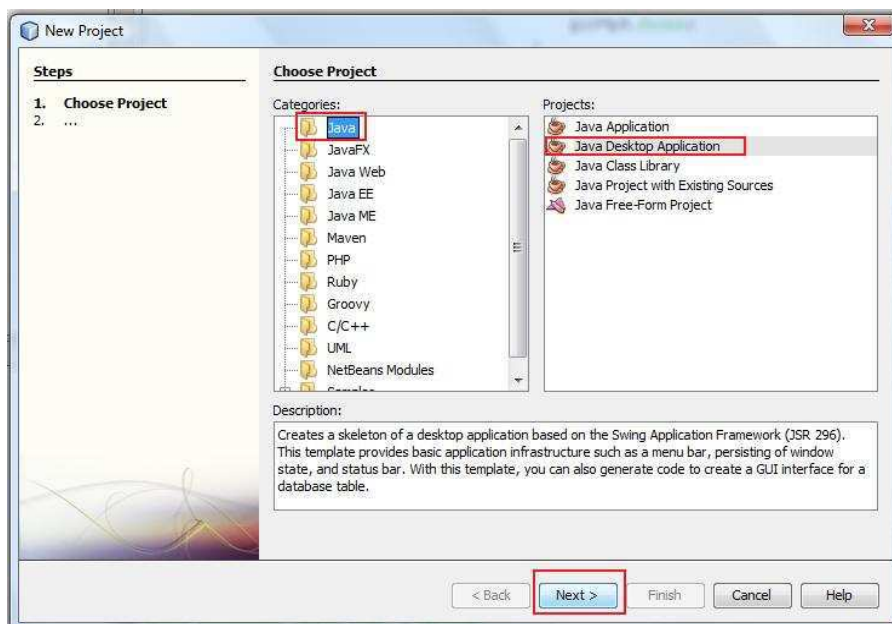 New Project
Steps
1. Choose Project
2. ...
Choose Project
Categories:
Java
JavaFX
Java Web
Java EE
Java ME
Maven
PHP
Ruby
Groovy
C/C++
UML
NetBeans Modules
Projects:
Java Application
Java Desktop Application
Java Class Library
Java Project with Existing Sources
Java Free-Form Project
Description:
Creates a skeleton of a desktop application based on the Swing Application Framework (JSR 296).
This template provides basic application infrastructure such as a menu bar, persisting of window
state, and status bar. With this template, you can also generate code to create a GUI interface for a
database table.
< Back
Next >
Finish
Cancel
Help